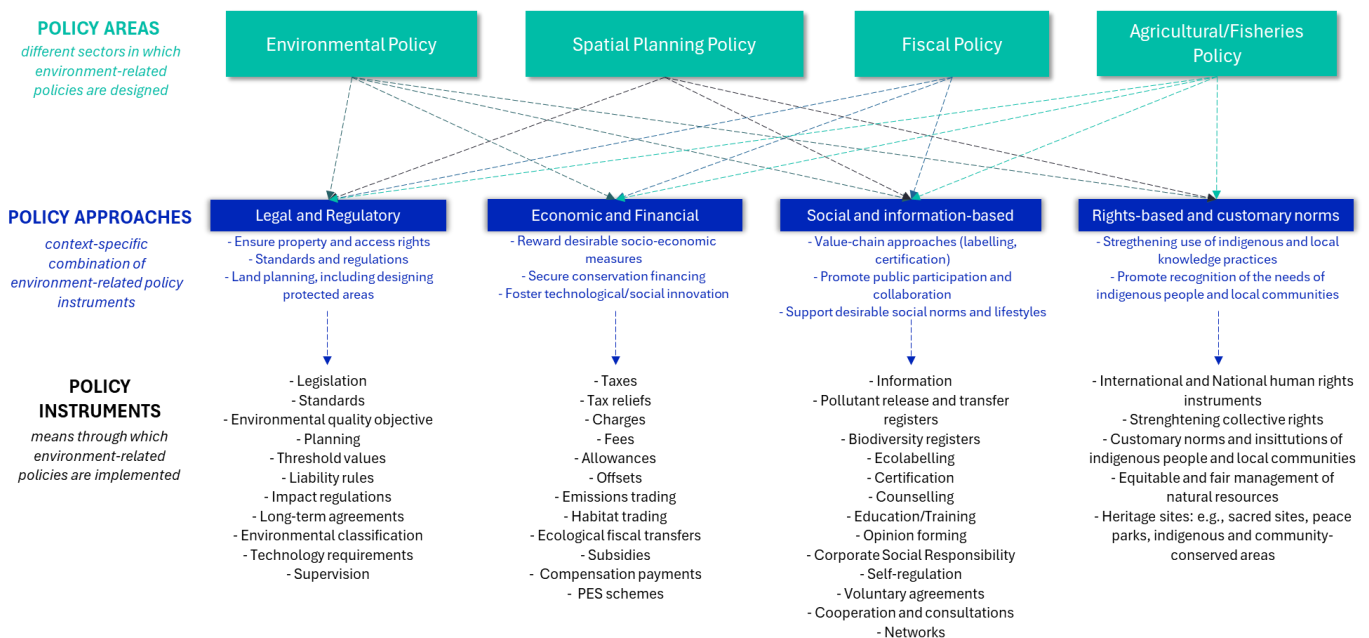 POLICY AREAS
different sectors in which
environment-related
policies are designed
Environmental Policy
Spatial Planning Policy
Fiscal Policy
Agricultural/Fisheries
Policy
POLICY APPROACHES
context-specific
combination of
environment-related policy
instruments
Legal and Regulatory
- Ensure property and access rights
- Standards and regulations
- Land planning, including designing
protected areas
Economic and Financial
- Reward desirable socio-economic
measures
- Secure conservation financing
- Foster technological/social innovation
Social and information-based
- Value-chain approaches (labelling,
certification)
- Promote public participation and
collaboration
- Support desirable social norms and lifestyles
Rights-based and customary norms
- Stregthening use of indigenous and local
knowledge practices
- Promote recognition of the needs of
indigenous people and local communities
POLICY
INSTRUMENTS
means through which
environment-related
policies are implemented
- Legislation
- Standards
- Environmental quality objective
- Planning
- Threshold values
- Liability rules
- Impact regulations
- Long-term agreements
- Environmental classification
- Technology requirements
- Supervision
- Taxes
- Tax reliefs
- Charges
- Fees
- Allowances
- Offsets
- Emissions trading
- Habitat trading
- Ecological fiscal transfers
- Subsidies
- Compensation payments
- PES schemes
- Information
- Pollutant release and transfer
registers
- Biodiversity registers
- Ecolabelling
- Certification
- Counselling
- Education/Training
- Opinion forming
- Corporate Social Responsibility
- Self-regulation
- Voluntary agreements
- Cooperation and consultations
- Networks
- International and National human rights
instruments
- Strenghtening collective rights
- Customary norms and insittutions of
indigenous people and local communities
- Equitable and fair management of
natural resources
- Heritage sites: e.g., sacred sites, peace
parks, indigenous and community-
conserved areas